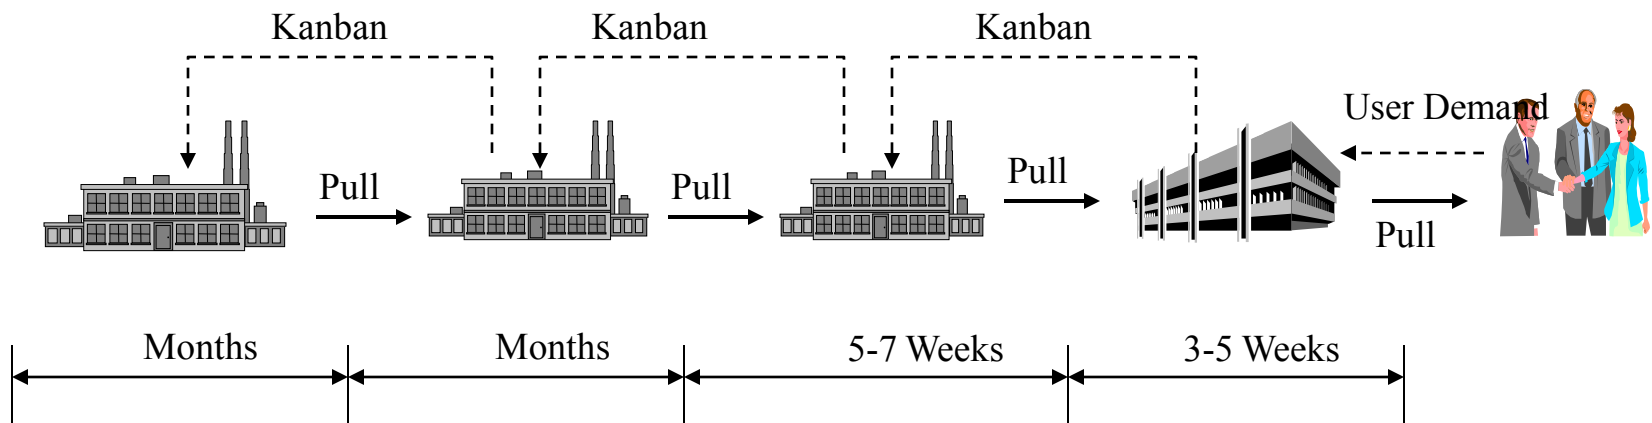 Kanban
Kanban
Kanban
User Demand
Pull
Pull
Pull
Pull
Months
Months
5-7 Weeks
3-5 Weeks